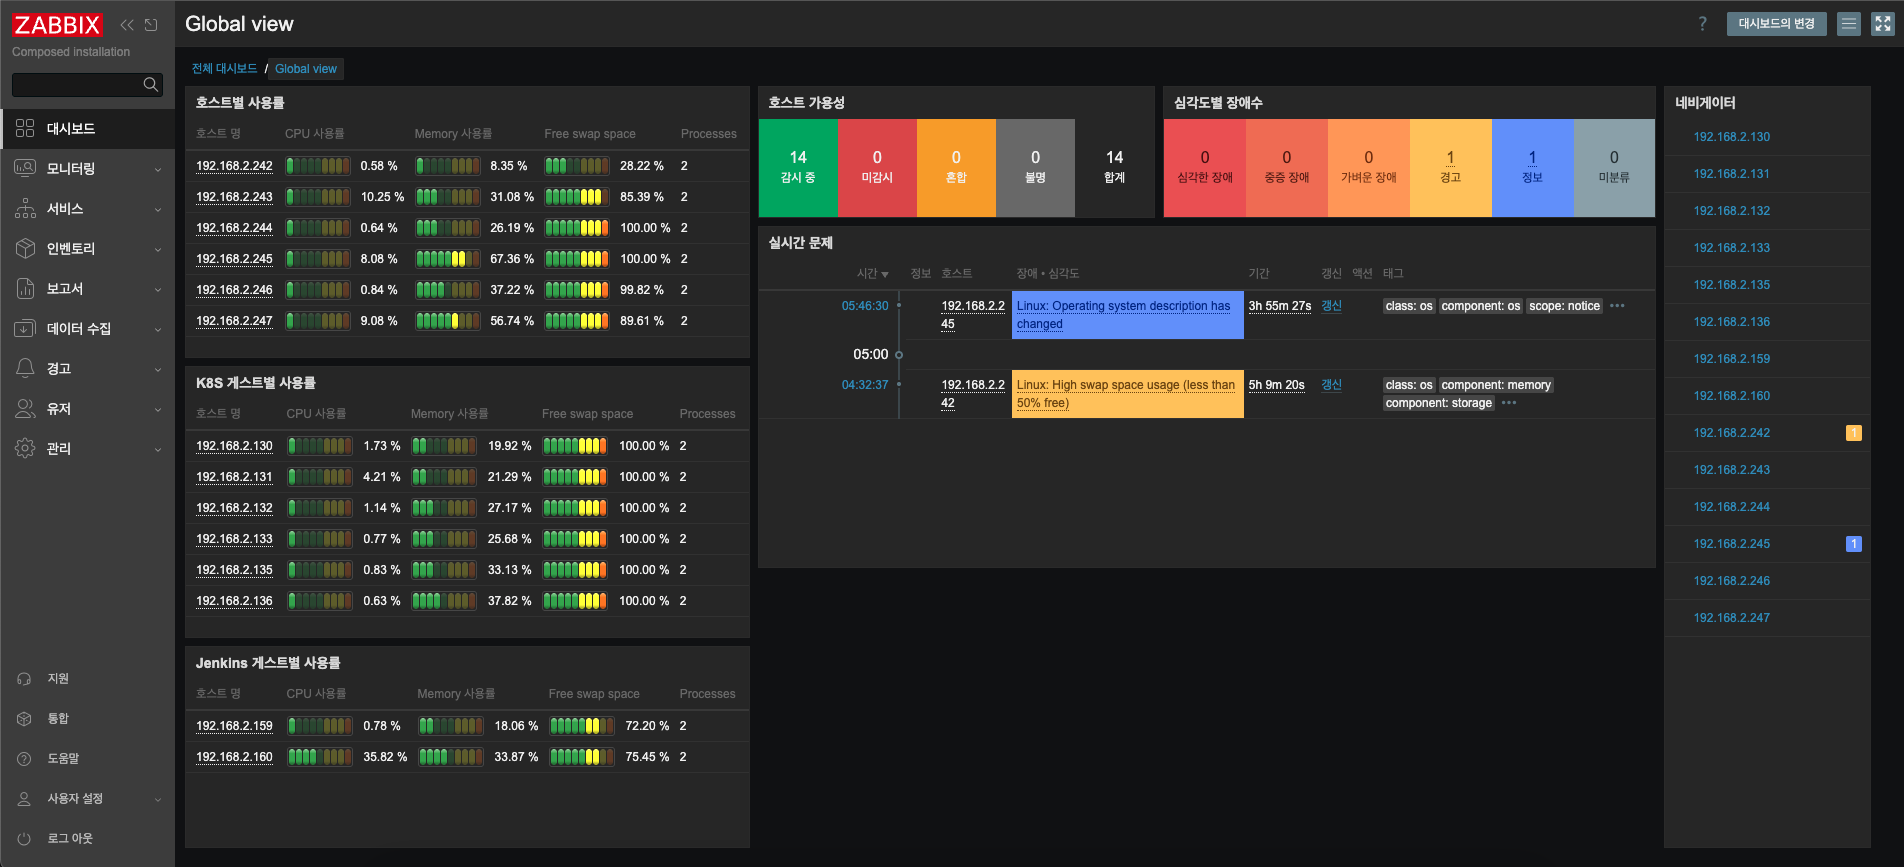 ZABBIX
Composed installation
대시보드
모니터링
서비스
인벤토리
보고서
데이터 수집
경고
유저
관리
지원
통합
도움말
사용자 설정
로그 아웃
Global view
?
대시보드의 변경
전체 대시보드 / Global view
호스트별 사용률
호스트 명 CPU 사용률 Memory 사용률 Free swap space Processes
192.168.2.242 0.58 % 8.35 % 28.22 % 2
192.168.2.243 10.25 % 31.08 % 85.39 % 2
192.168.2.244 0.64 % 26.19 % 100.00 % 2
192.168.2.245 8.08 % 67.36 % 100.00 % 2
192.168.2.246 0.84 % 37.22 % 99.82 % 2
192.168.2.247 9.08 % 56.74 % 89.61 % 2
K8S 게스트별 사용률
호스트 명 CPU 사용률 Memory 사용률 Free swap space Processes
192.168.2.130 1.73 % 19.92 % 100.00 % 2
192.168.2.131 4.21 % 21.29 % 100.00 % 2
192.168.2.132 1.14 % 27.17 % 100.00 % 2
192.168.2.133 0.77 % 25.68 % 100.00 % 2
192.168.2.135 0.83 % 33.13 % 100.00 % 2
192.168.2.136 0.63 % 37.82 % 100.00 % 2
Jenkins 게스트별 사용률
호스트 명 CPU 사용률 Memory 사용률 Free swap space Processes
192.168.2.159 0.78 % 18.06 % 72.20 % 2
192.168.2.160 35.82 % 33.87 % 75.45 % 2
호스트 가용성
14 0 0 0 14
감시 중 미감시 혼합 불명 합계
심각도별 장애수
0 0 0 1 1 0
심각한 장애 중증 장애 가벼운 장애 경고 정보 미분류
실시간 문제
시간 정보 호스트 장애 • 심각도 기간 갱신 액션 태그
05:46:30 192.168.2.2 Linux: Operating system description has 3h 55m 27s 갱신 class: os component: os scope: notice •••
45 changed
05:00
04:32:37 192.168.2.2 Linux: High swap space usage (less than 5h 9m 20s 갱신 class: os component: memory
42 50% free) component: storage •••
네비게이터
192.168.2.130
192.168.2.131
192.168.2.132
192.168.2.133
192.168.2.135
192.168.2.136
192.168.2.159
192.168.2.160
192.168.2.242 1
192.168.2.243
192.168.2.244
192.168.2.245 1
192.168.2.246
192.168.2.247